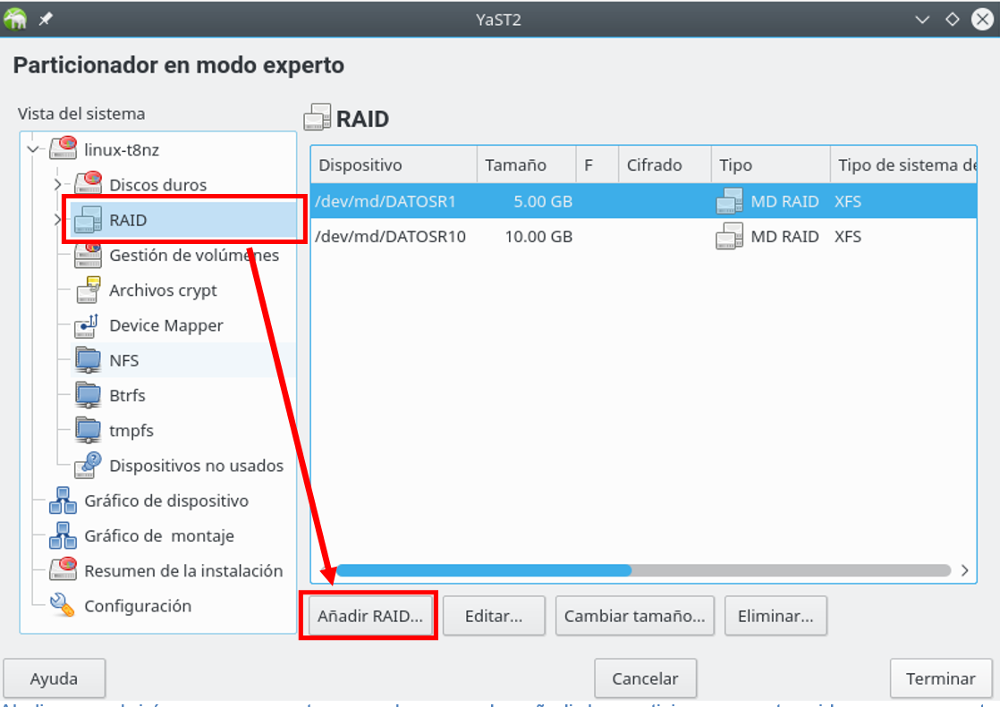 YaST2
Particionador en modo experto
Vista del sistema
linux-t8nz
Discos duros
RAID
Gestión de volúmenes
Archivos crypt
Device Mapper
NFS
Btrfs
tmpfs
Dispositivos no usados
Gráfico de dispositivo
Gráfico de montaje
Resumen de la instalación
Configuración
RAID
Dispositivo Tamaño F Cifrado Tipo Tipo de sistema de
/dev/md/DATOSR1 5.00 GB MD RAID XFS
/dev/md/DATOSR10 10.00 GB MD RAID XFS
Añadir RAID... Editar... Cambiar tamaño... Eliminar...
Ayuda Cancelar Terminar